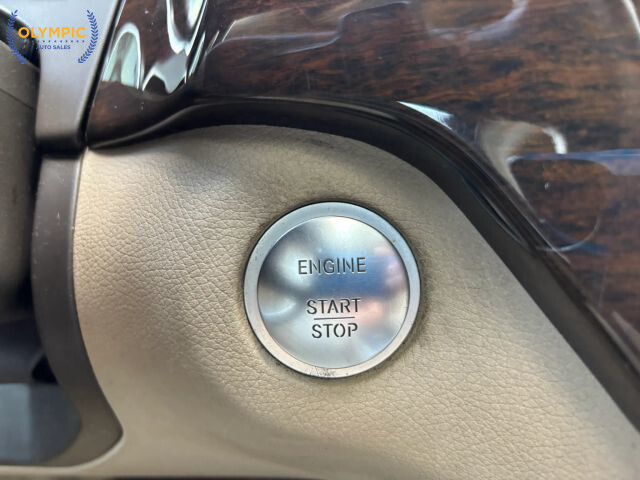 OLYMPIC
AUTO SALES
ENGINE
START
STOP